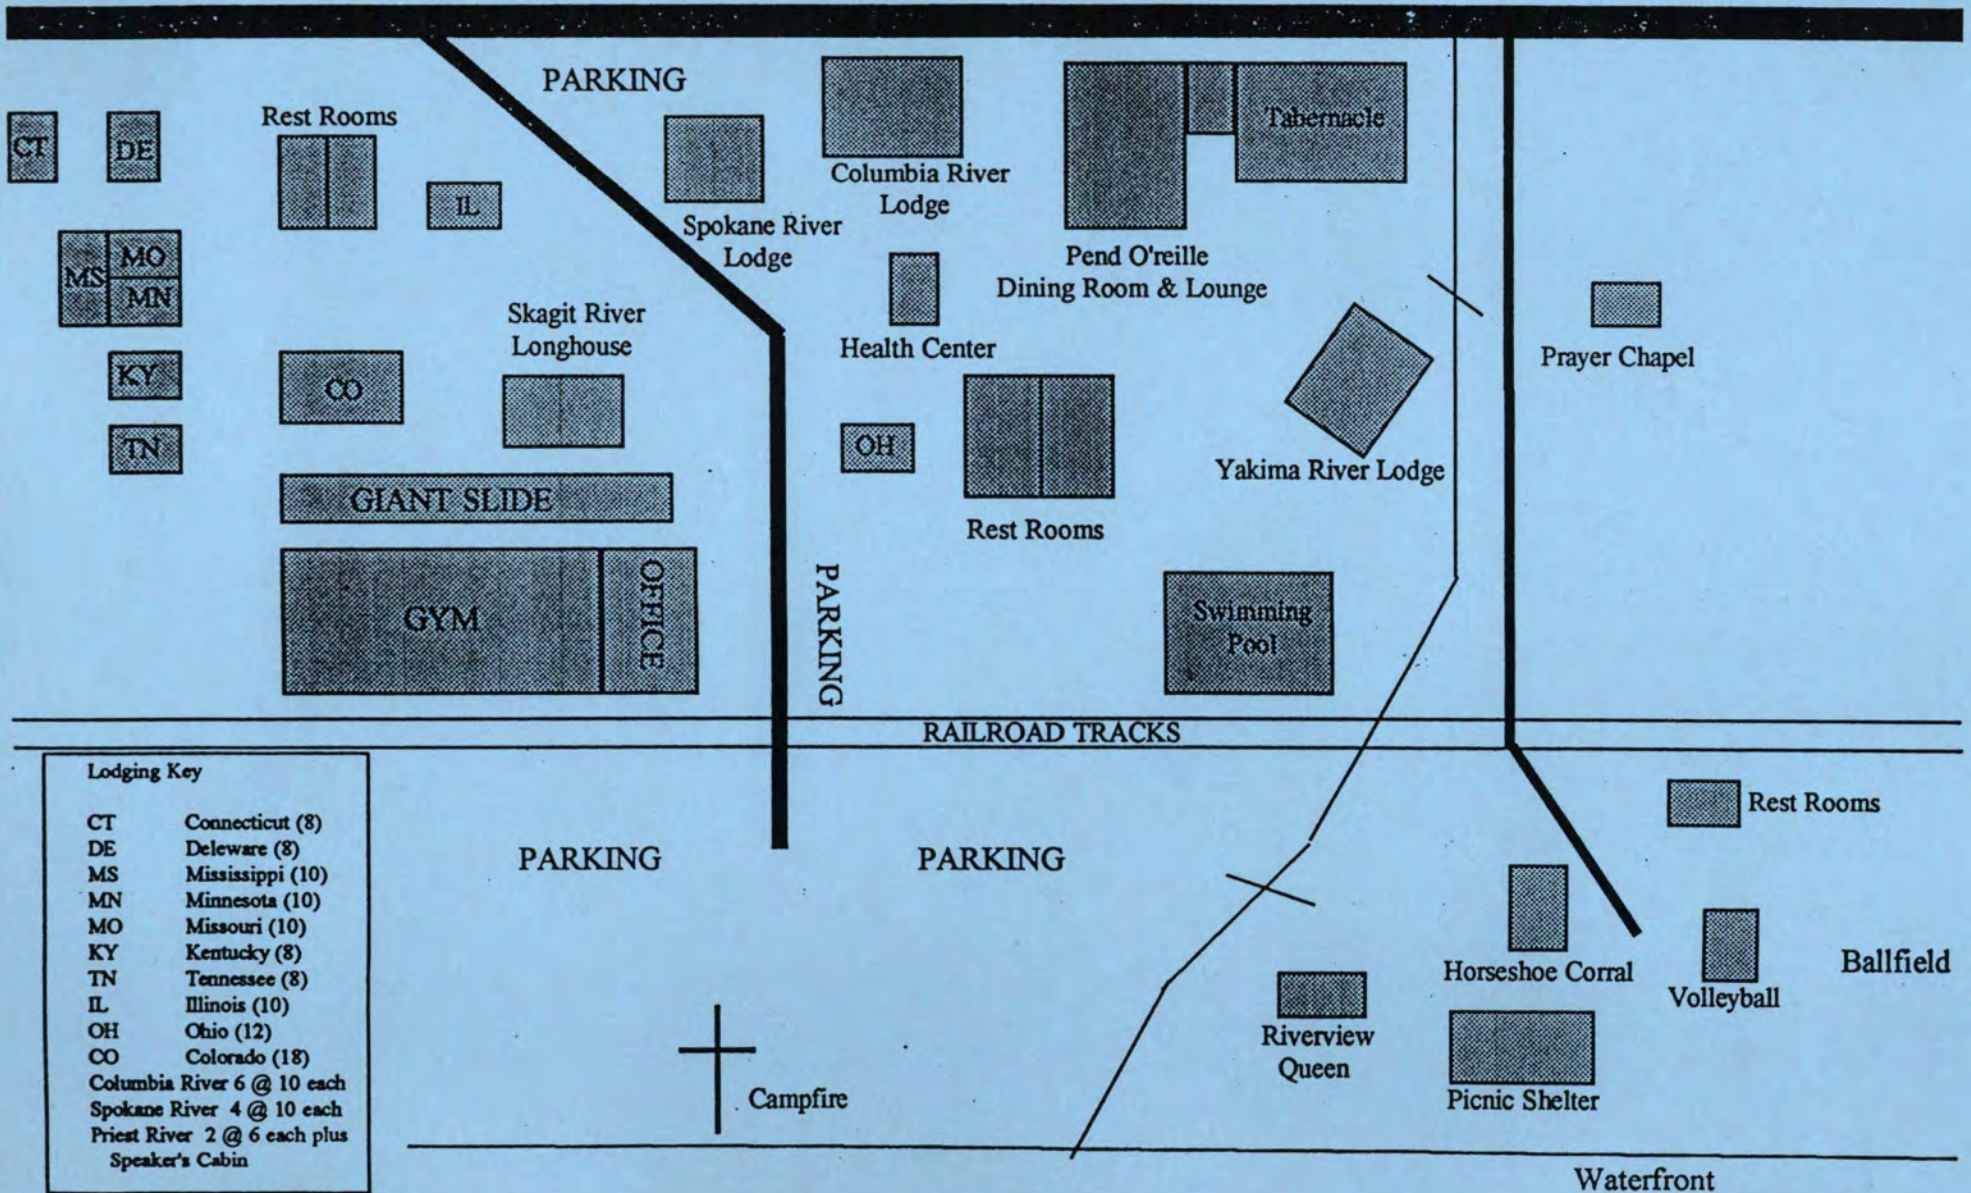 PARKING
Tabernacle
Rest Rooms
CT
DE
IL
Columbia River
Lodge
Spokane River
Lodge
MO
MS
MN
Pend O'reille
Dining Room & Lounge
Skagit River
Longhouse
Health Center
Prayer Chapel
KY
CO
TN
OH
Yakima River Lodge
GIANT SLIDE
Rest Rooms
GYM
OFFICE
PARKING
Swimming
Pool
RAILROAD TRACKS
Lodging Key
CT Connecticut (8)
DE Deleware (8)
MS Mississippi (10)
MN Minnesota (10)
MO Missouri (10)
KY Kentucky (8)
TN Tennessee (8)
IL Illinois (10)
OH Ohio (12)
CO Colorado (18)
Columbia River 6 @ 10 each
Spokane River 4 @ 10 each
Priest River 2 @ 6 each plus
Speaker's Cabin
PARKING
PARKING
Rest Rooms
Horseshoe Corral
Volleyball
Ballfield
Riverview
Queen
Picnic Shelter
Campfire
Waterfront